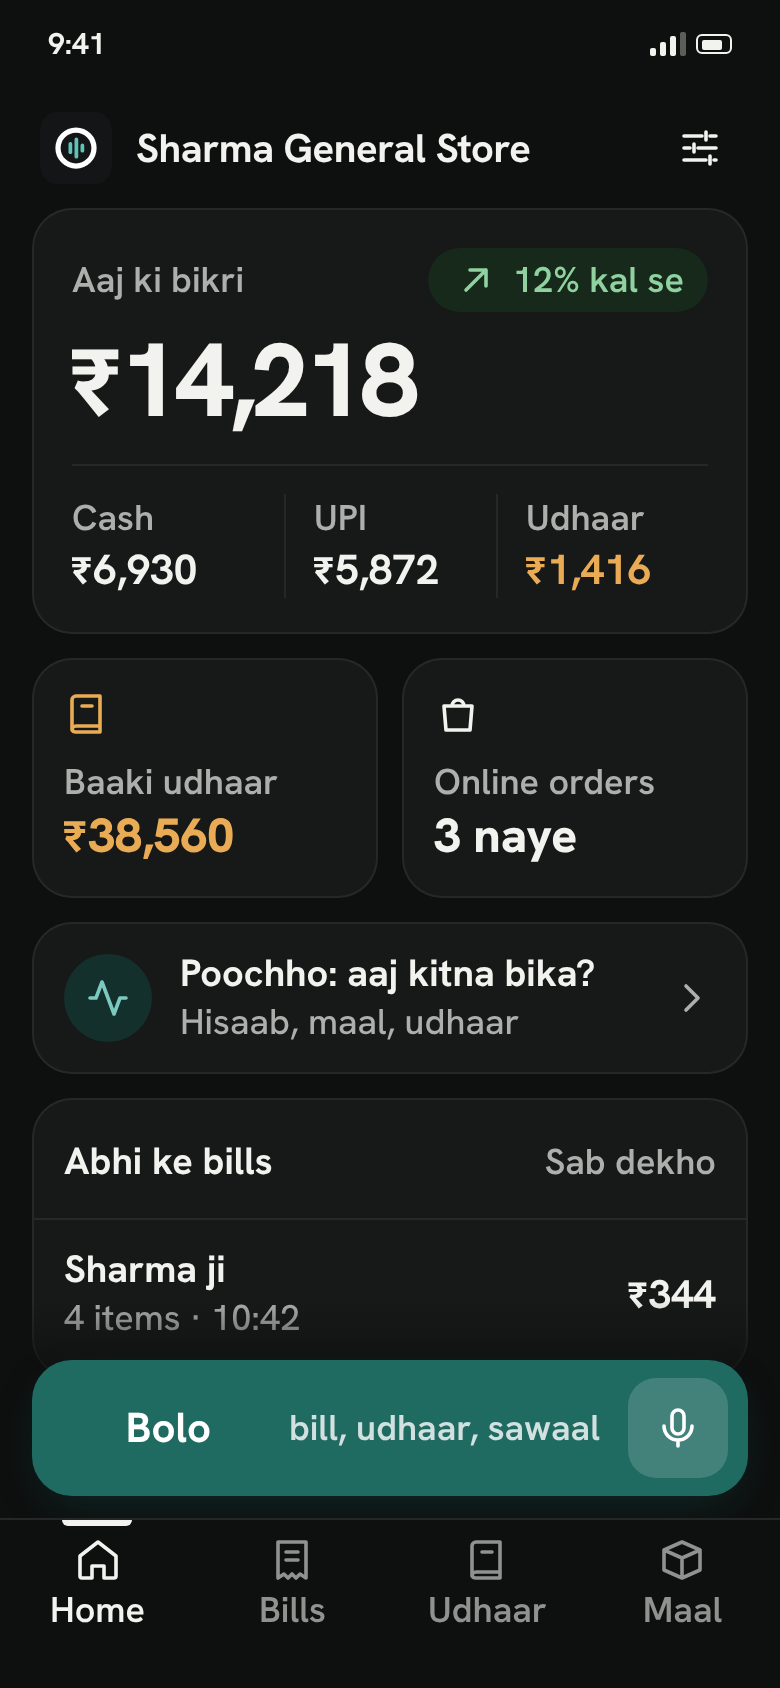 9:41
Sharma General Store
Aaj ki bikri
12% kal se
₹14,218
Cash
UPI
Udhaar
₹6,930
₹5,872
₹1,416
Baaki udhaar
₹38,560
Online orders
3 naye
Poochho: aaj kitna bika?
Hisaab, maal, udhaar
Abhi ke bills
Sab dekho
Sharma ji
4 items · 10:42
₹344
Bolo
bill, udhaar, sawaal
Home
Bills
Udhaar
Maal